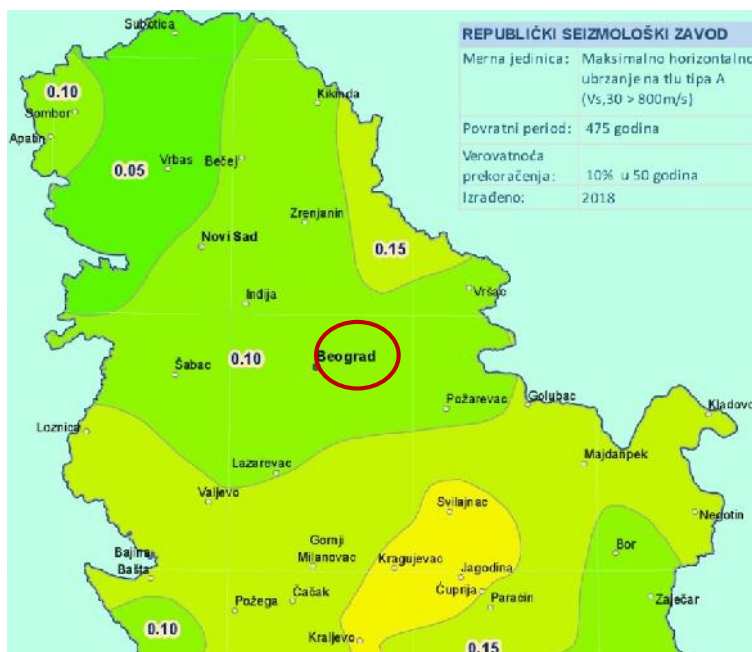 REPUBLIČKI SEIZMOLOŠKI ZAVOD
Merna jedinica: Maksimalno horizontalno
ubrzanje na tlu tipa A
(Vs,30 > 800m/s)
Povratni period: 475 godina
Verovatnoća
prekoračenja: 10% u 50 godina
Izrađeno: 2018
Subotica
0.10
Sombor
Kikinda
Apatin
Vrbas
Bečej
0.05
Zrenjanin
Novi Sad
0.15
Inđija
Vršac
0.10
Beograd
Šabac
Požarevac
Golubac
Kladovo
Loznica
Lazarevac
Majdanpek
Valjevo
Svilajnac
Negotin
Gornji
Milanovac
Bajina
Bašta
Kragujevac
Bor
Jagodina
Ćuprija
Čačak
Požega
Paraćin
Zaječar
0.10
Kraljevo
0.15